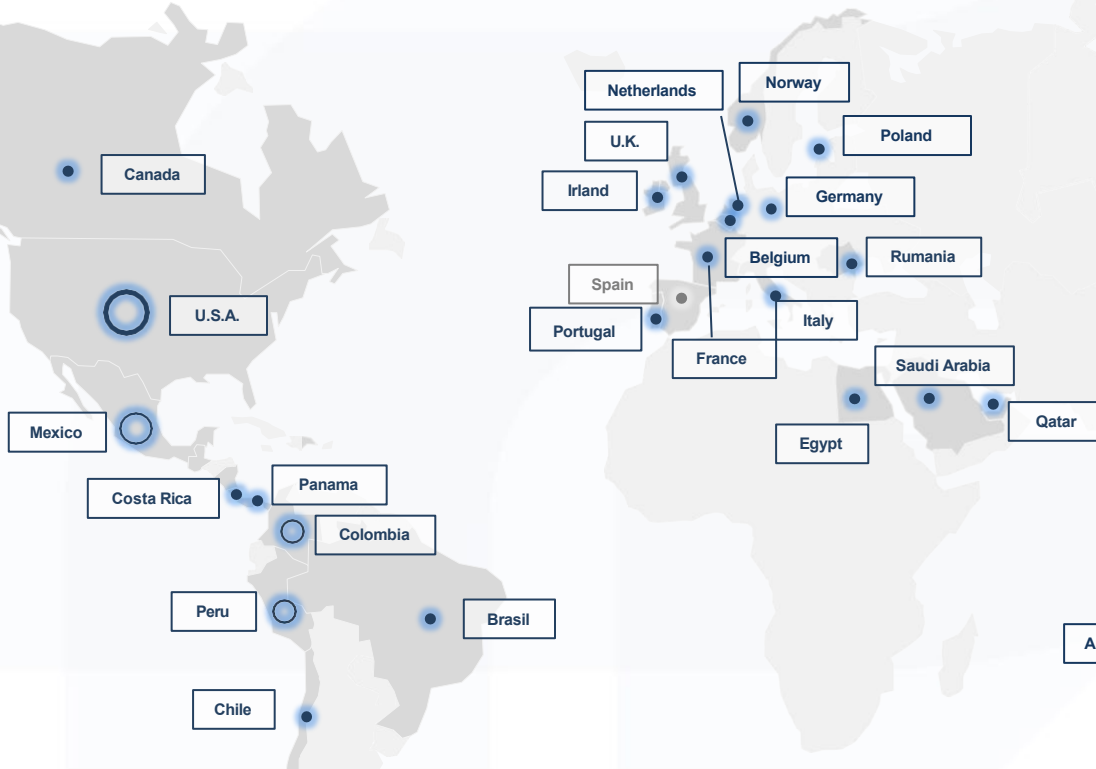 Norway
Netherlands
Poland
U.K.
Canada
Irland
Germany
Belgium
Rumania
Spain
U.S.A.
Portugal
Italy
France
Saudi Arabia
Mexico
Qatar
Egypt
Panama
Costa Rica
Colombia
Peru
Brasil
A
Chile